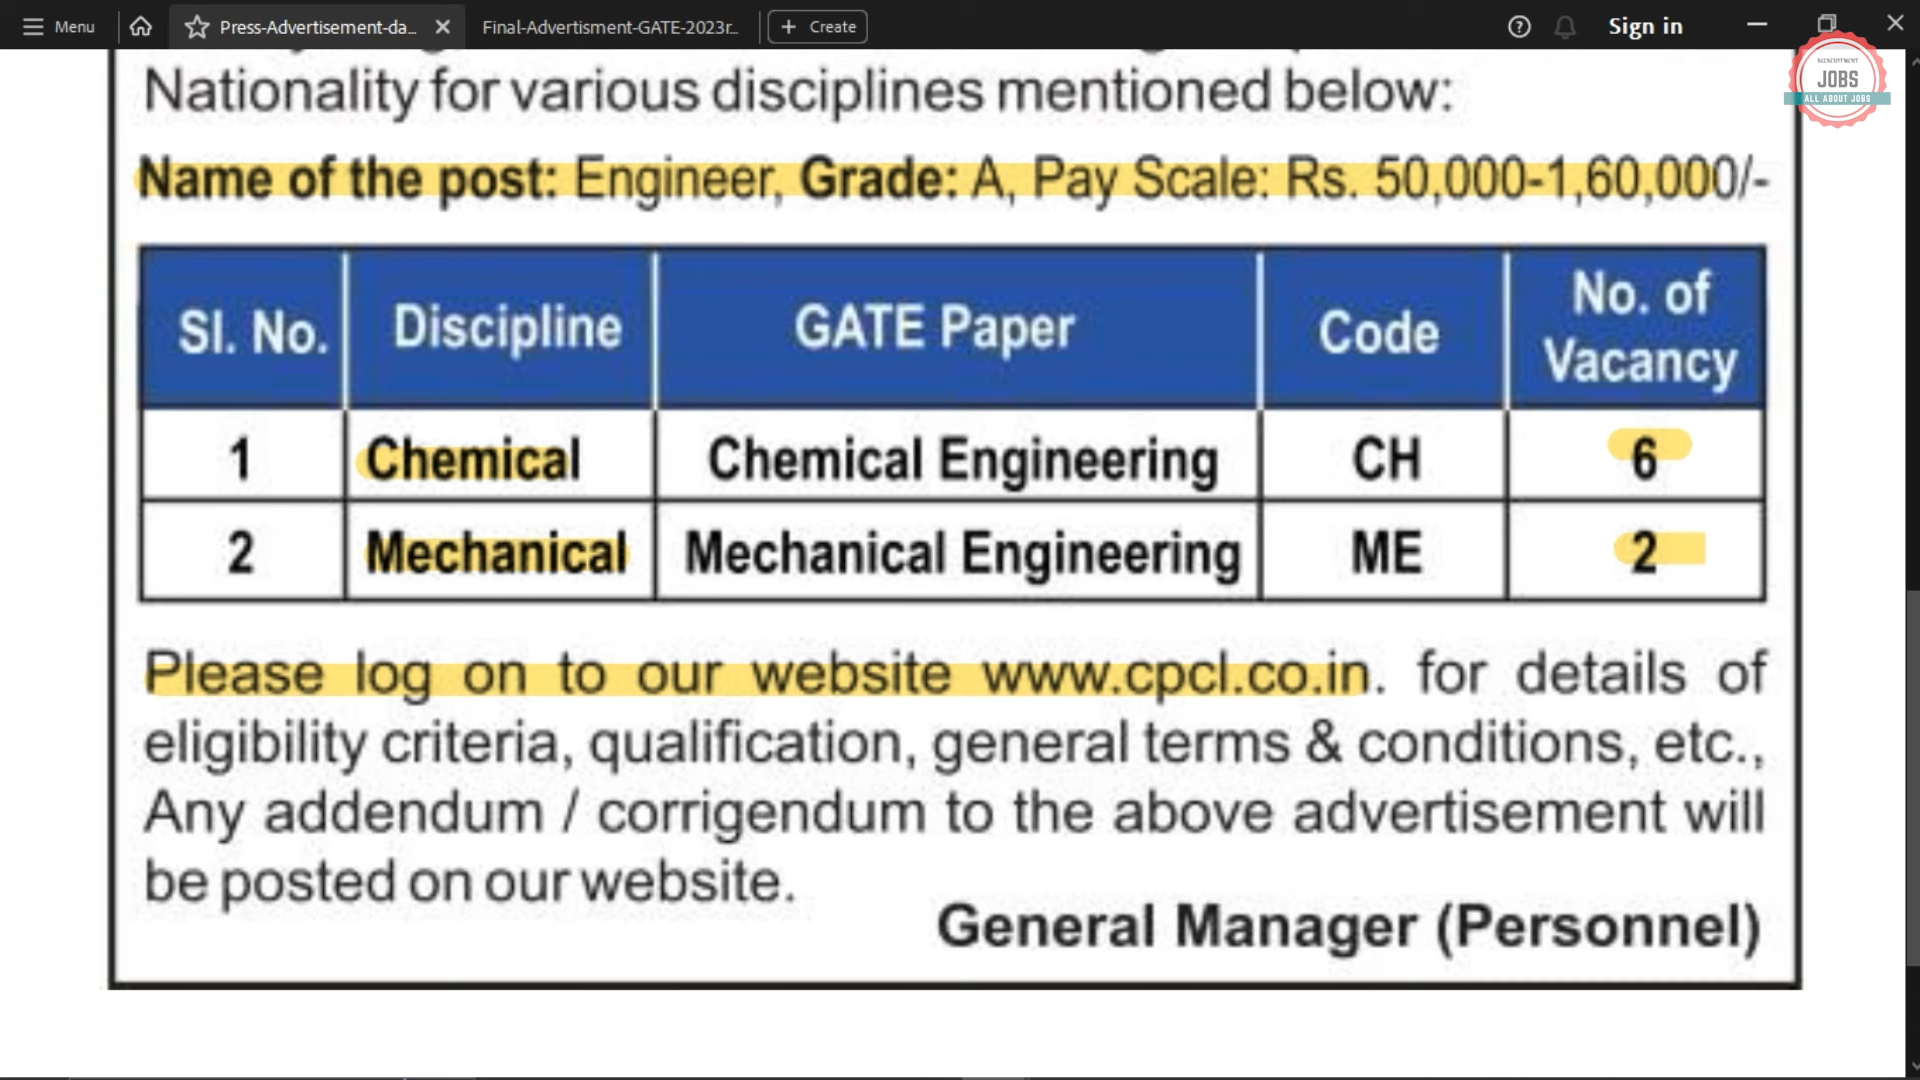 Menu
Press-Advertisement-da...
Final-Advertisment-GATE-2023r...
+ Create
Sign in
RECRUITMENT
JOBS
ALL ABOUT JOBS
Nationality for various disciplines mentioned below:
Name of the post: Engineer, Grade: A, Pay Scale: Rs. 50,000-1,60,000/-
Sl. No. Discipline GATE Paper Code No. of Vacancy
1 Chemical Chemical Engineering CH 6
2 Mechanical Mechanical Engineering ME 2
Please log on to our website www.cpcl.co.in. for details of
eligibility criteria, qualification, general terms & conditions, etc.,
Any addendum / corrigendum to the above advertisement will
be posted on our website.
General Manager (Personnel)